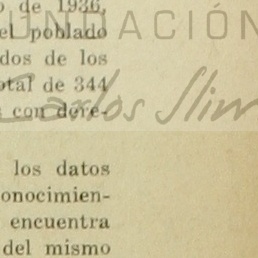 o de 1936,
el poblado
dos de los
otal de 344
s con dere-
los datos
onocimien-
encuentra
del mismo
FUNDACIÓN
Carlos Slim